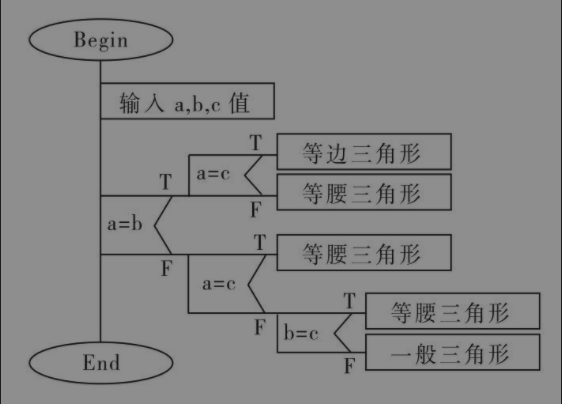 Begin
输入 a,b,c 值
T
等边三角形
a=c
T
F
等腰三角形
a=b
T
等腰三角形
F
a=c
T
等腰三角形
F
b=c
F
一般三角形
End